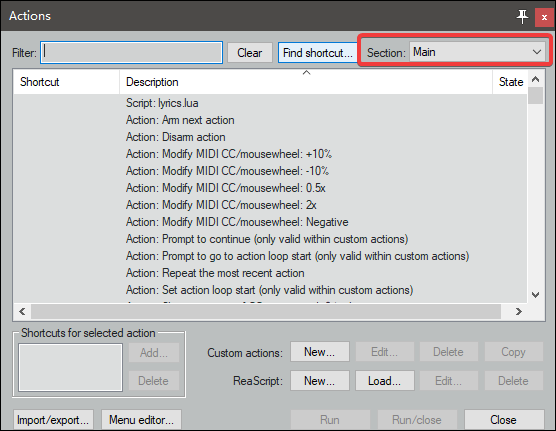 Actions
Filter: Clear Find shortcut... Section: Main
Shortcut Description State
Script: lyrics.lua
Action: Arm next action
Action: Disarm action
Action: Modify MIDI CC/mousewheel: +10%
Action: Modify MIDI CC/mousewheel: -10%
Action: Modify MIDI CC/mousewheel: 0.5x
Action: Modify MIDI CC/mousewheel: 2x
Action: Modify MIDI CC/mousewheel: Negative
Action: Prompt to continue (only valid within custom actions)
Action: Prompt to go to action loop start (only valid within custom actions)
Action: Repeat the most recent action
Action: Set action loop start (only valid within custom actions)
Shortcuts for selected action
Add...
Delete
Custom actions: New... Edit... Delete Copy
ReaScript: New... Load... Edit... Delete
Import/export... Menu editor... Run Run/close Close